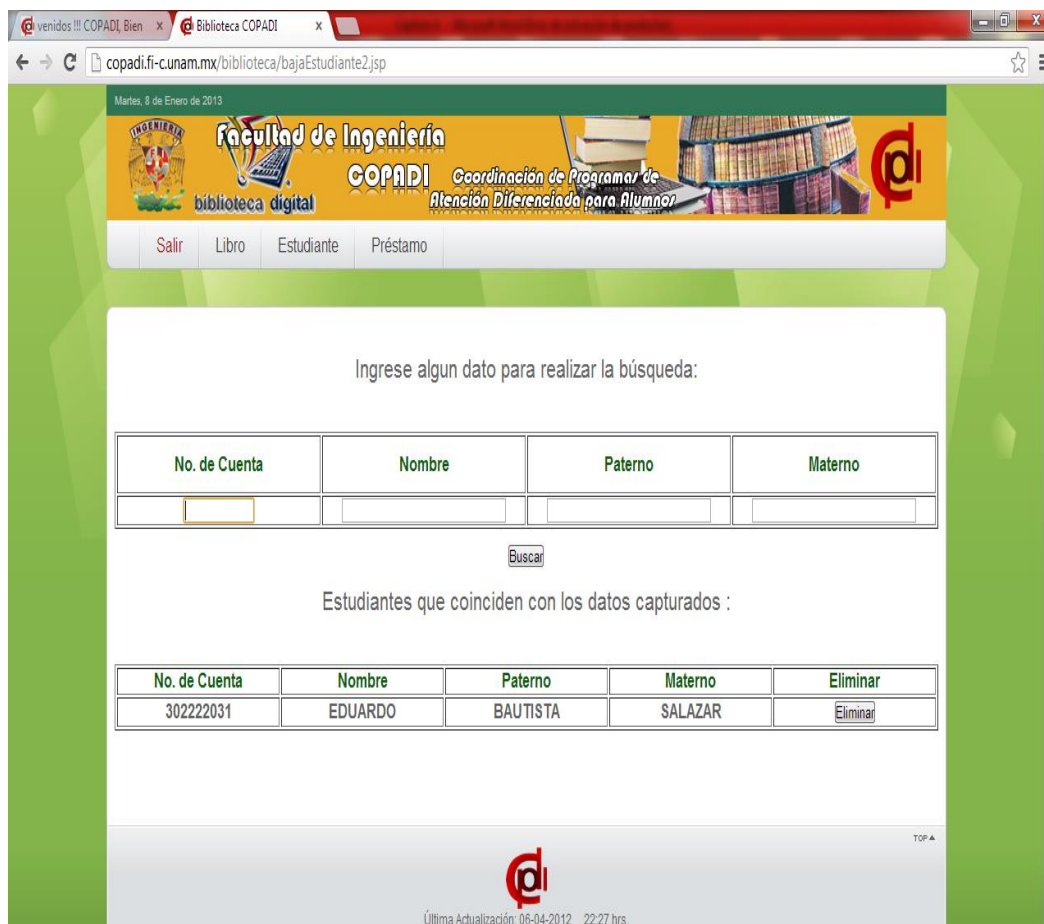 venidos !!! COPADI, Bien x
Biblioteca COPADI x
copadi.fi-c.unam.mx/biblioteca/bajaEstudiante2.jsp
Martes, 8 de Enero de 2013
INGENIERIA
Facultad de Ingeniería
COPADI Coordinación de Programas de
biblioteca digital Atención Diferenciada para Alumnos
Salir Libro Estudiante Préstamo
Ingrese algun dato para realizar la búsqueda:
No. de Cuenta Nombre Paterno Materno
Buscar
Estudiantes que coinciden con los datos capturados :
No. de Cuenta Nombre Paterno Materno Eliminar
302222031 EDUARDO BAUTISTA SALAZAR Eliminar
TOP
Última Actualización: 06-04-2012 22:27 hrs.